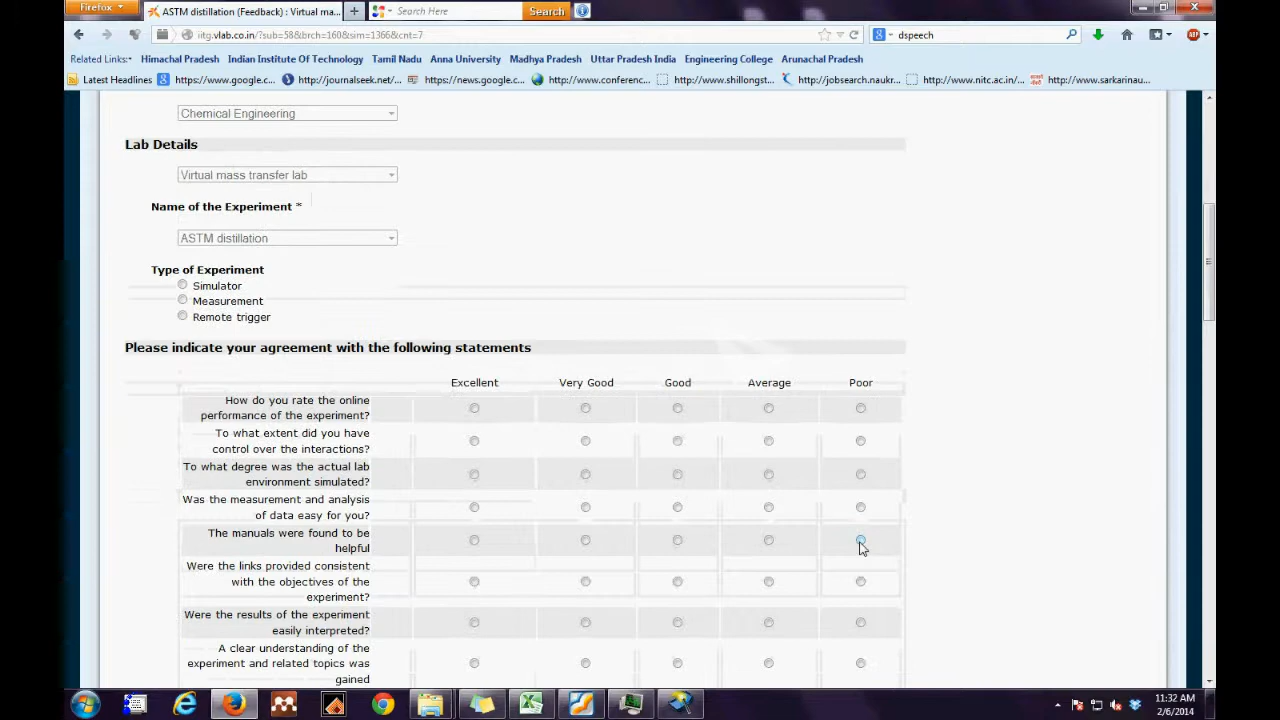 Firefox
ASTM distillation (Feedback) : Virtual ma...
Search Here
Search
iitg.vlab.co.in/?sub=58&brch=160&sim=1366&cnt=7
dspeech
Related Links: Himachal Pradesh Indian Institute Of Technology Tamil Nadu Anna University Madhya Pradesh Uttar Pradesh India Engineering College Arunachal Pradesh
Latest Headlines https://www.google.c... http://journalseek.net/... https://news.google.c... http://www.conferenc... http://www.shillongst... http://jobsearch.naukr... http://www.nitc.ac.in/... http://www.sarkarinau...
Chemical Engineering
Lab Details
Virtual mass transfer lab
Name of the Experiment *
ASTM distillation
Type of Experiment
Simulator
Measurement
Remote trigger
Please indicate your agreement with the following statements
Excellent Very Good Good Average Poor
How do you rate the online
performance of the experiment?
To what extent did you have
control over the interactions?
To what degree was the actual lab
environment simulated?
Was the measurement and analysis
of data easy for you?
The manuals were found to be
helpful
Were the links provided consistent
with the objectives of the
experiment?
Were the results of the experiment
easily interpreted?
A clear understanding of the
experiment and related topics was
gained
11:32 AM
2/6/2014